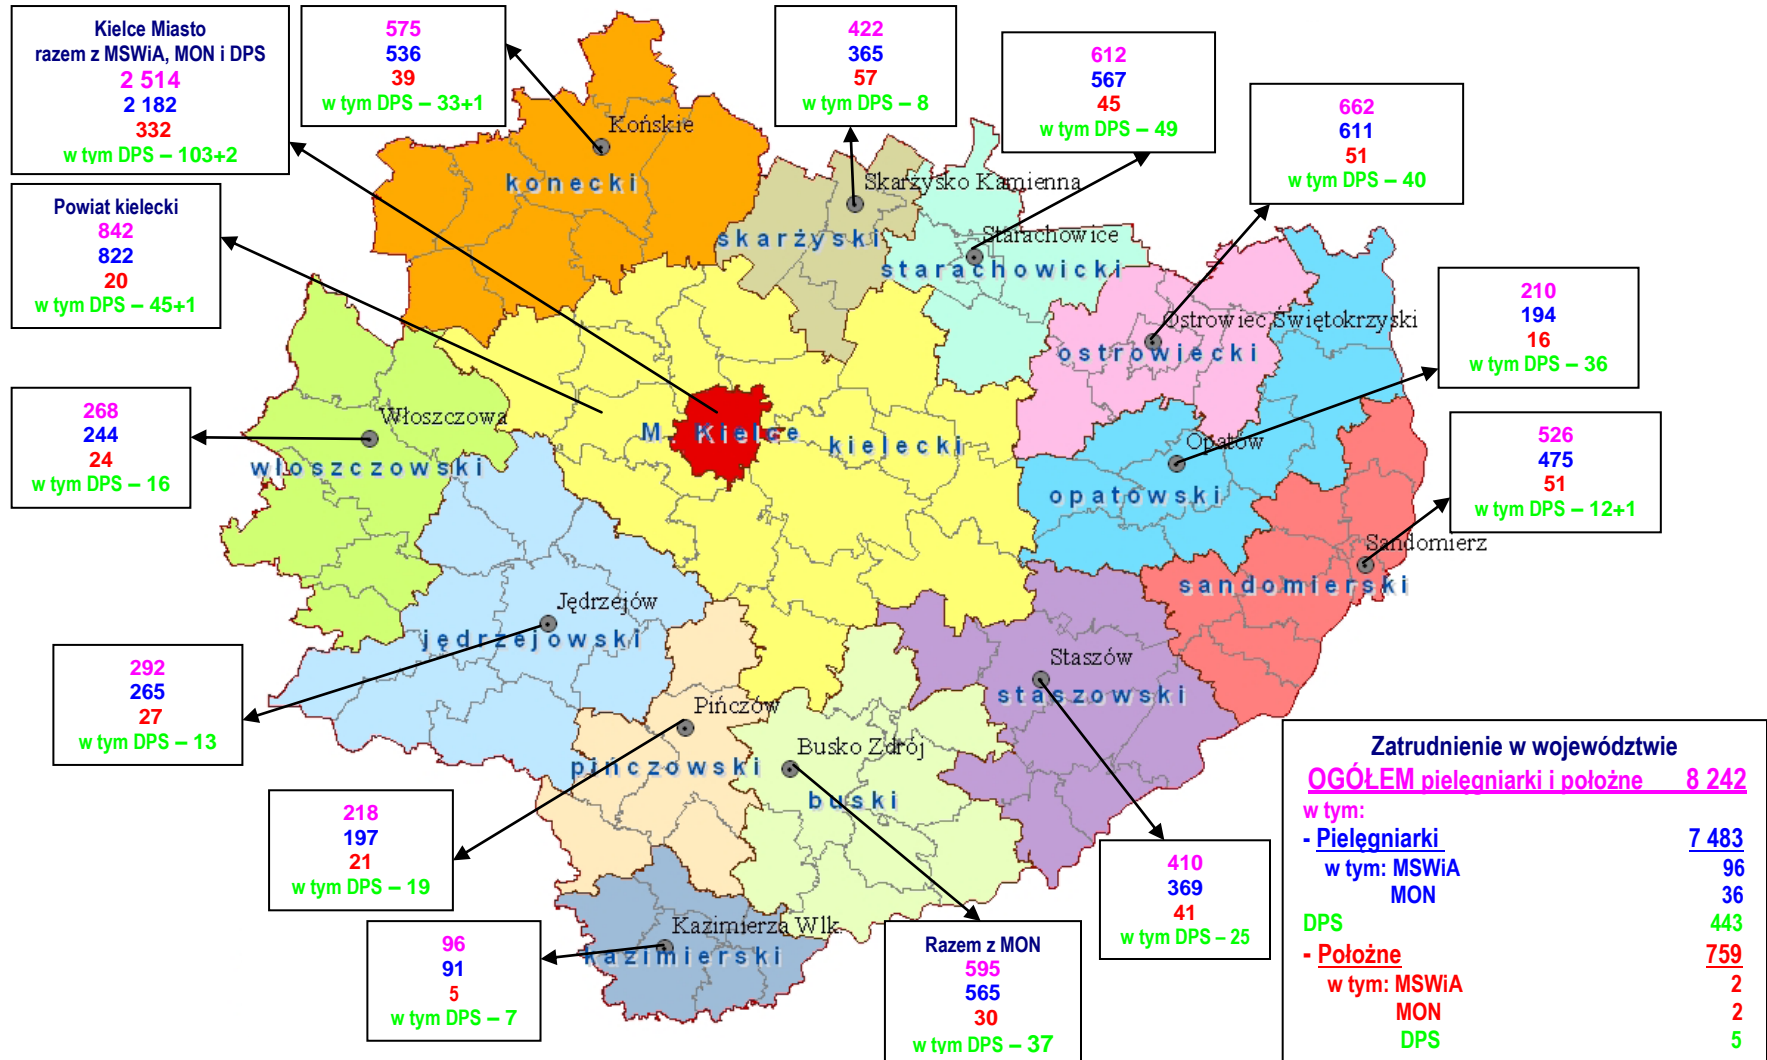 Kielce Miasto
razem z MSWiA, MON i DPS
2 514
2 182
332
w tym DPS – 103+2
575
536
39
w tym DPS – 33+1
422
365
57
w tym DPS – 8
612
567
45
w tym DPS – 49
662
611
51
w tym DPS – 40
Powiat kielecki
842
822
20
w tym DPS – 45+1
210
194
16
w tym DPS – 36
268
244
24
w tym DPS – 16
526
475
51
w tym DPS – 12+1
292
265
27
w tym DPS – 13
218
197
21
w tym DPS – 19
96
91
5
w tym DPS – 7
Razem z MON
595
565
30
w tym DPS – 37
410
369
41
w tym DPS – 25
Końskie
konecki
Skarżysko Kamienna
skarżyski
Starachowice
starachowicki
Ostrowiec Świętokrzyski
ostrowiecki
Włoszczowa
włoszczowski
M. Kielce
kielecki
Opatów
opatowski
Sandomierz
sandomierski
Jędrzejów
jędrzejowski
Staszów
staszowski
Pińczów
pińczowski
Busko Zdrój
buski
Kazimierza Wlk
kazimierski
Zatrudnienie w województwie
OGÓŁEM pielęgniarki i położne 8 242
w tym:
- Pielęgniarki 7 483
w tym: MSWiA 96
MON 36
DPS 443
- Położne 759
w tym: MSWiA 2
MON 2
DPS 5